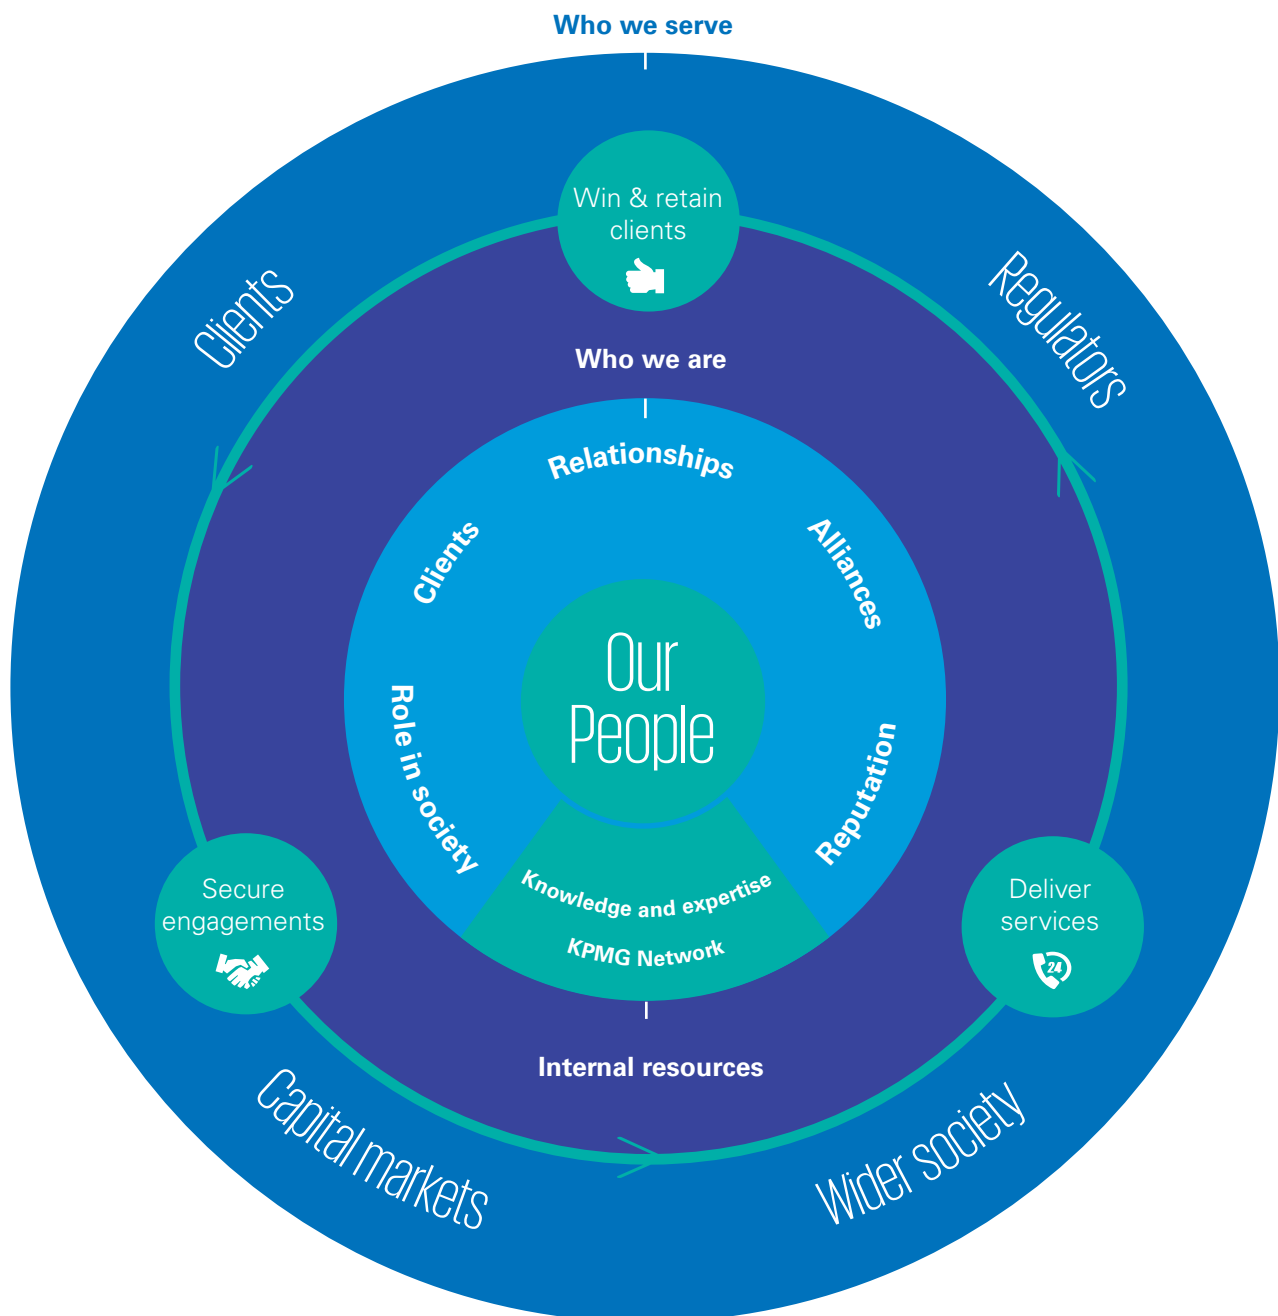 Who we serve
Win & retain
clients
Clients
Regulators
Who we are
Relationships
Clients
Alliances
Our
People
Role in society
Reputation
Knowledge and expertise
KPMG Network
Secure
engagements
Deliver
services
24
Internal resources
Capital markets
Wider society